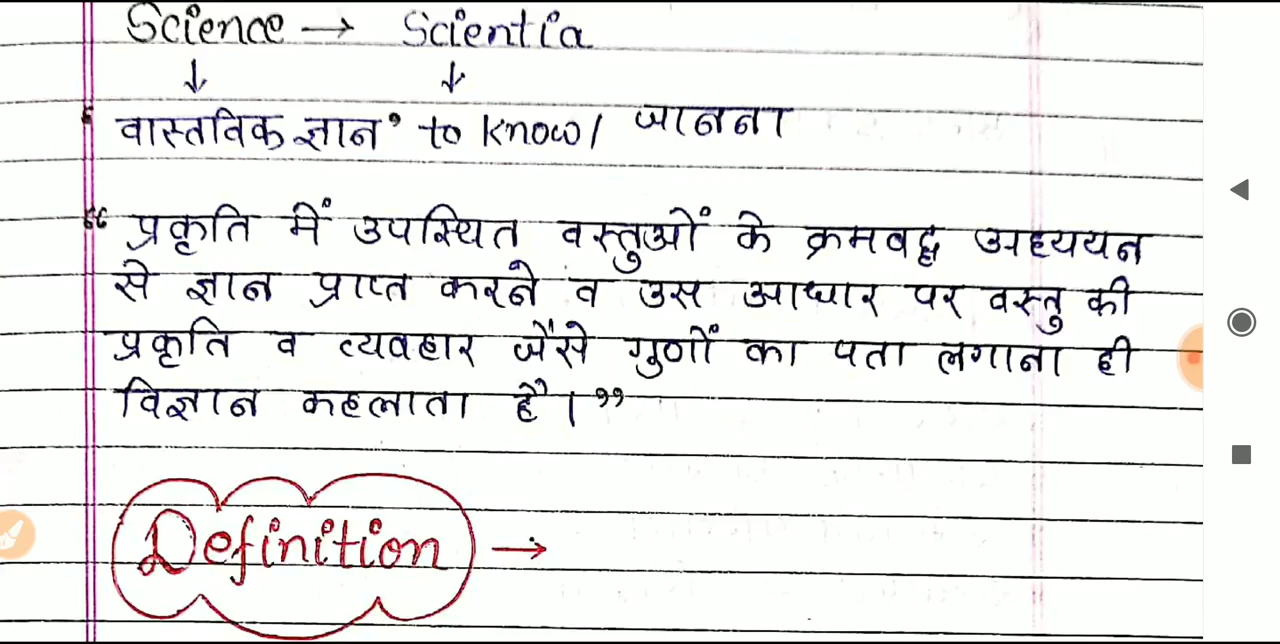 Science → Scientia
↓ ↓
“ वास्तविक ज्ञान” to know / जानना
“ प्रकृति में उपस्थित वस्तुओं के क्रमबद्ध अध्ययन
से ज्ञान प्राप्त करने व उस आधार पर वस्तु की
प्रकृति व व्यवहार जैसे गुणों का पता लगाना ही
विज्ञान कहलाता है।”
Definition →